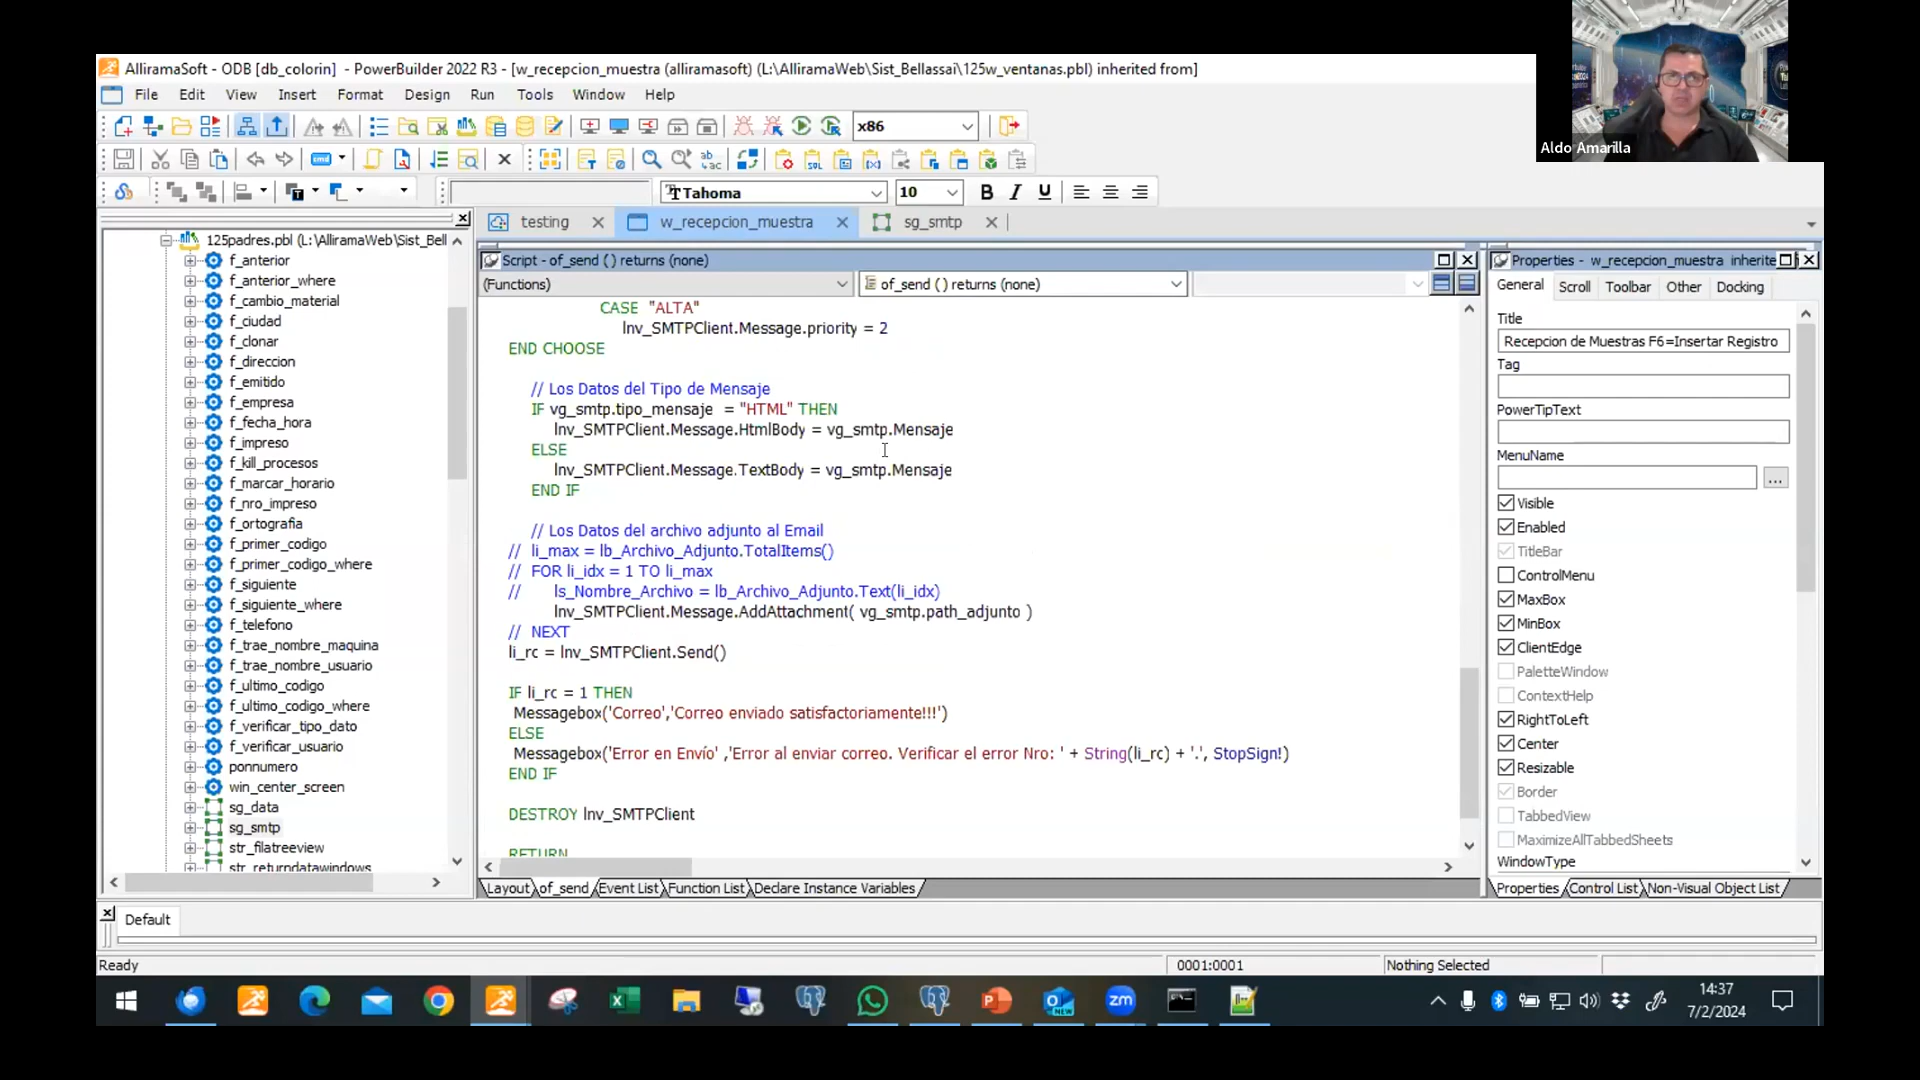 AlliramaSoft - ODB [db_colorin] - PowerBuilder 2022 R3 - [w_recepcion_muestra (alliramasoft) (L:\AlliramaWeb\Sist_Bellassai\125w_ventanas.pbl) inherited from]
Aldo Amarilla
File Edit View Insert Format Design Run Tools Window Help
x86
Tahoma 10 B I U
testing w_recepcion_muestra sg_smtp
125padres.pbl (L:\AlliramaWeb\Sist_Bell
f_anterior
f_anterior_where
f_cambio_material
f_ciudad
f_clonar
f_direccion
f_emitido
f_empresa
f_fecha_hora
f_impreso
f_kill_procesos
f_marcar_horario
f_nro_impreso
f_ortografia
f_primer_codigo
f_primer_codigo_where
f_siguiente
f_siguiente_where
f_telefono
f_trae_nombre_maquina
f_trae_nombre_usuario
f_ultimo_codigo
f_ultimo_codigo_where
f_verificar_tipo_dato
f_verificar_usuario
ponnumero
win_center_screen
sg_data
sg_smtp
str_filatreeview
str_returndatawindows
Script - of_send ( ) returns (none)
(Functions) of_send ( ) returns (none)
CASE "ALTA"
lnv_SMTPClient.Message.priority = 2
END CHOOSE
// Los Datos del Tipo de Mensaje
IF vg_smtp.tipo_mensaje = "HTML" THEN
lnv_SMTPClient.Message.HtmlBody = vg_smtp.Mensaje
ELSE
lnv_SMTPClient.Message.TextBody = vg_smtp.Mensaje
END IF
// Los Datos del archivo adjunto al Email
// li_max = lb_Archivo_Adjunto.TotalItems()
// FOR li_idx = 1 TO li_max
// ls_Nombre_Archivo = lb_Archivo_Adjunto.Text(li_idx)
lnv_SMTPClient.Message.AddAttachment( vg_smtp.path_adjunto )
// NEXT
li_rc = lnv_SMTPClient.Send()
IF li_rc = 1 THEN
Messagebox('Correo','Correo enviado satisfactoriamente!!!')
ELSE
Messagebox('Error en Envío' ,'Error al enviar correo. Verificar el error Nro: ' + String(li_rc) + '.', StopSign!)
END IF
DESTROY lnv_SMTPClient
RETURN
Layout of_send Event List Function List Declare Instance Variables
Properties - w_recepcion_muestra inherite
General Scroll Toolbar Other Docking
Title
Recepcion de Muestras F6=Insertar Registro
Tag
PowerTipText
MenuName
...
Visible
Enabled
TitleBar
ControlMenu
MaxBox
MinBox
ClientEdge
PaletteWindow
ContextHelp
RightToLeft
Center
Resizable
Border
TabbedView
MaximizeAllTabbedSheets
WindowType
Properties Control List Non-Visual Object List
Default
Ready 0001:0001 Nothing Selected
zm
NEW
14:37
7/2/2024